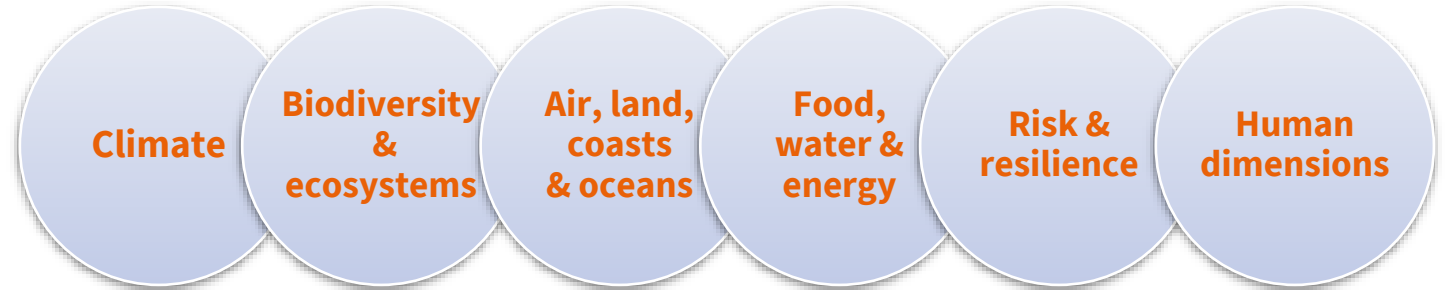 Climate
Biodiversity
&
ecosystems
Air, land,
coasts
& oceans
Food,
water &
energy
Risk &
resilience
Human
dimensions